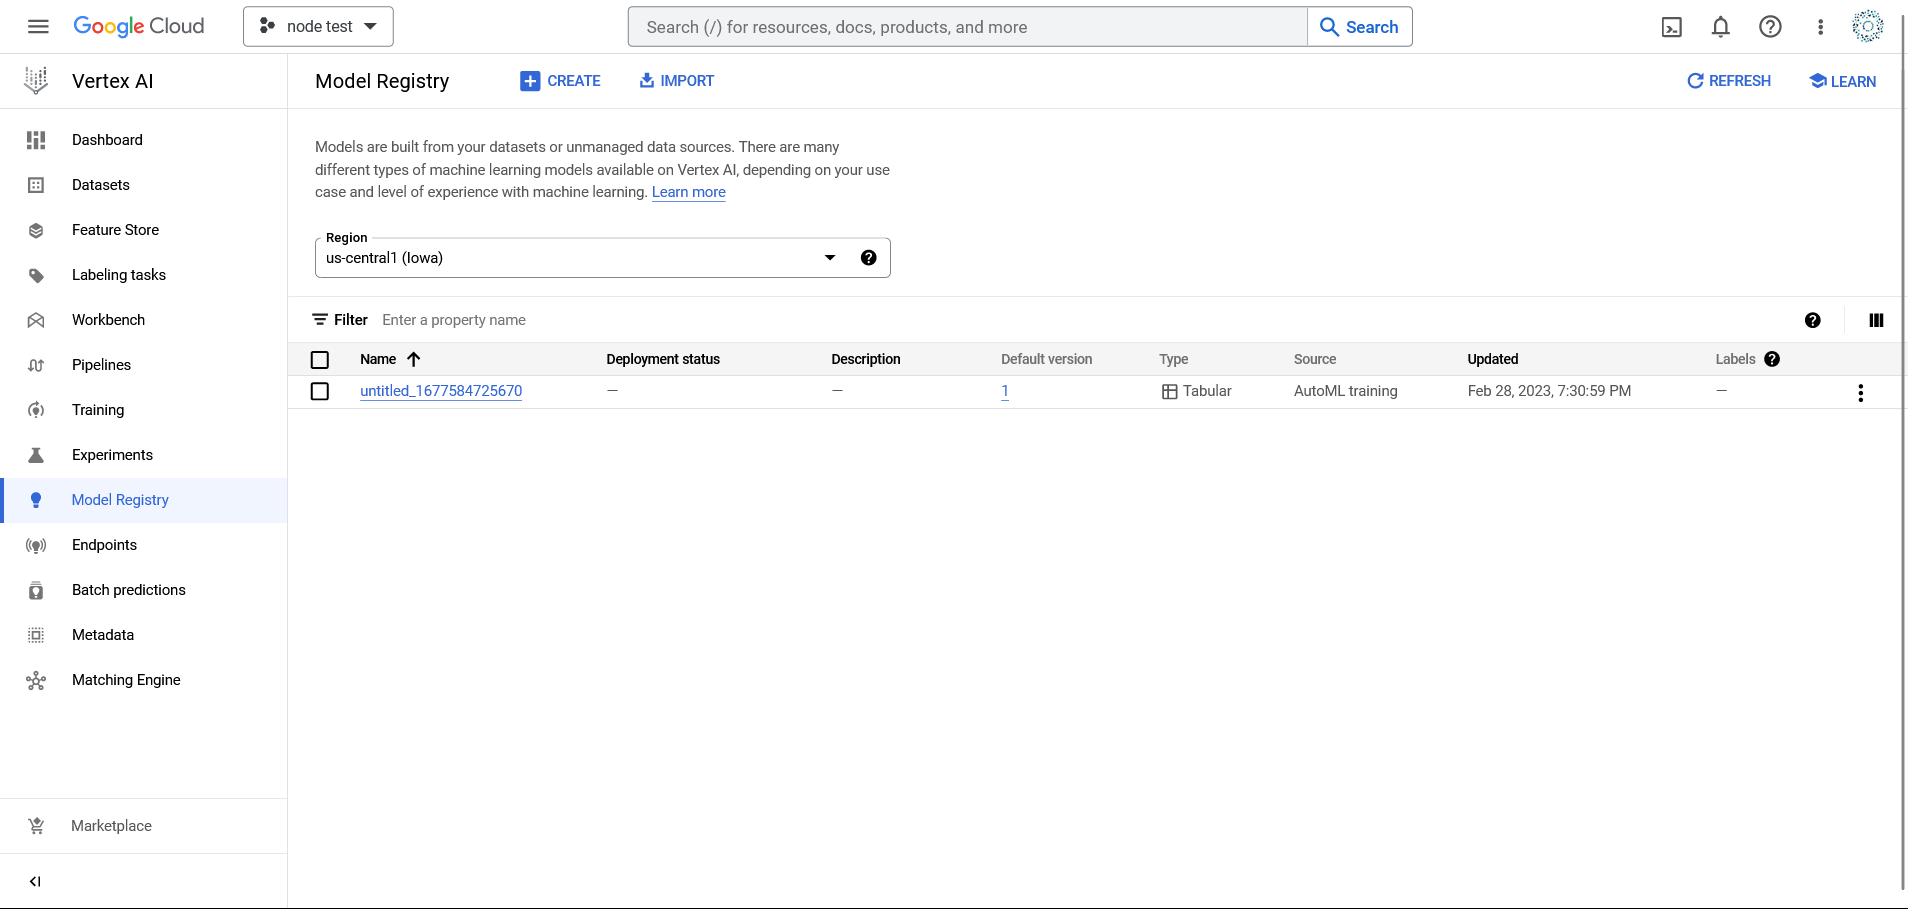 Google Cloud
node test
Search (/) for resources, docs, products, and more
Search
Vertex AI
Model Registry
CREATE
IMPORT
REFRESH
LEARN
Dashboard
Datasets
Feature Store
Labeling tasks
Workbench
Pipelines
Training
Experiments
Model Registry
Endpoints
Batch predictions
Metadata
Matching Engine
Marketplace
Models are built from your datasets or unmanaged data sources. There are many
different types of machine learning models available on Vertex AI, depending on your use
case and level of experience with machine learning. Learn more
Region
us-central1 (Iowa)
Filter Enter a property name
Name Deployment status Description Default version Type Source Updated Labels
untitled_1677584725670 — — 1 Tabular AutoML training Feb 28, 2023, 7:30:59 PM —